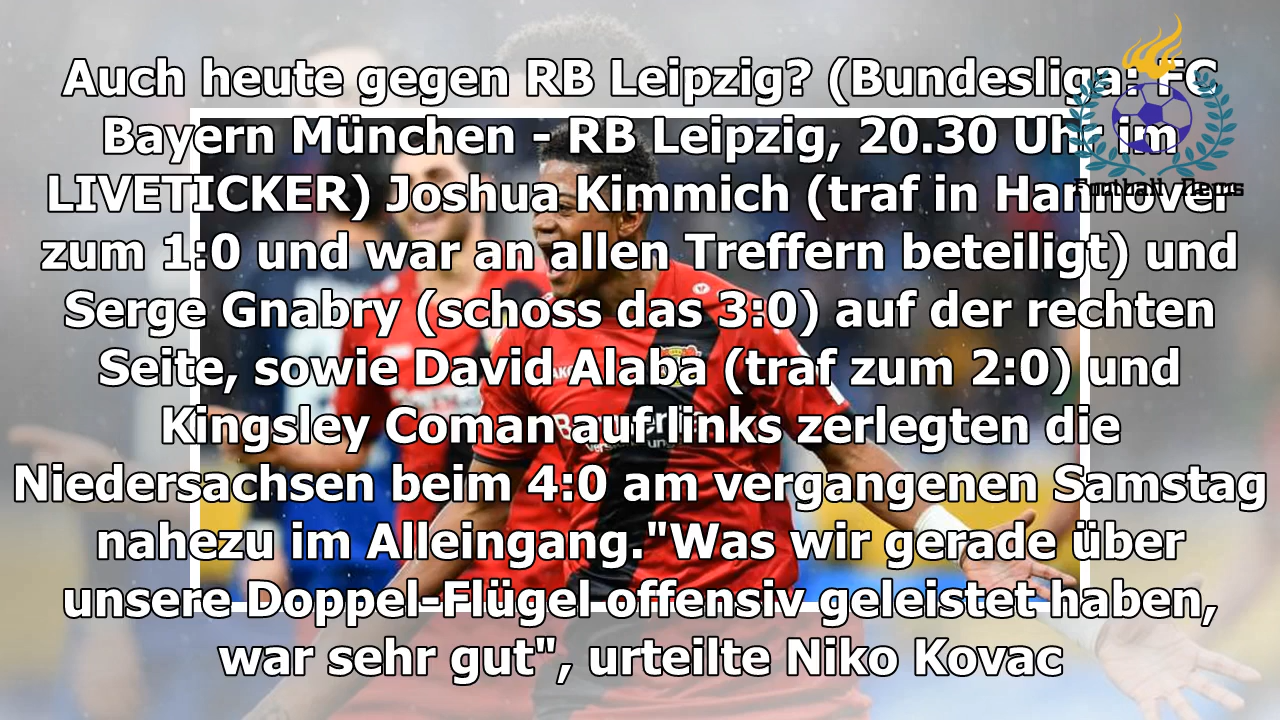 Auch heute gegen RB Leipzig? (Bundesliga: FC
Bayern München - RB Leipzig, 20.30 Uhr im
LIVETICKER) Joshua Kimmich (traf in Hannover
zum 1:0 und war an allen Treffern beteiligt) und
Serge Gnabry (schoss das 3:0) auf der rechten
Seite, sowie David Alaba (traf zum 2:0) und
Kingsley Coman auf links zerlegten die
Niedersachsen beim 4:0 am vergangenen Samstag
nahezu im Alleingang."Was wir gerade über
unsere Doppel-Flügel offensiv geleistet haben,
war sehr gut", urteilte Niko Kovac
Football News